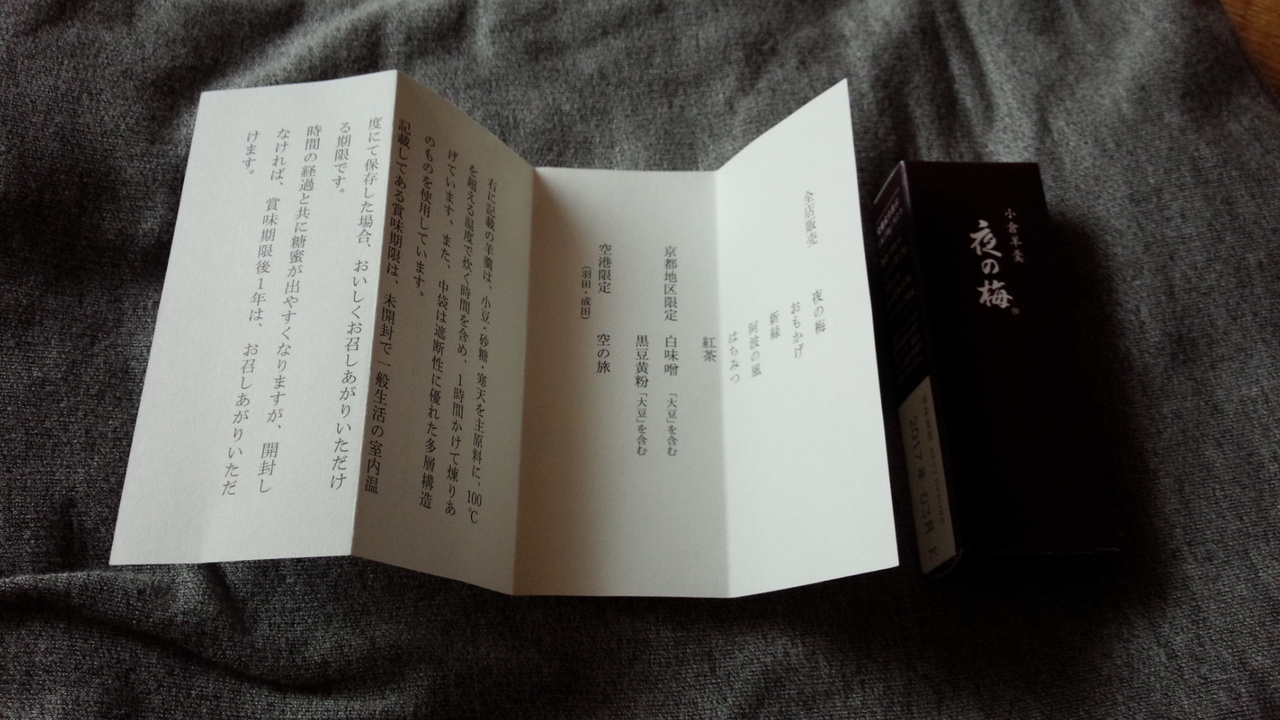 小倉羊羹
夜の梅®
全店販売
夜の梅
おもかげ
新緑
阿波の風
はちみつ
紅茶
京都地区限定 白味噌「大豆」を含む
黒豆黄粉「大豆」を含む
空港限定 空の旅
(羽田・成田)
右に記載の羊羹は、小豆・砂糖・寒天を主原料に、100℃
を超える温度で炊く時間を含め、1時間かけて煉りあ
げています。また、中袋は遮断性に優れた多層構造
のものを使用しています。
記載してある賞味期限は、未開封で一般生活の室内温
度にて保存した場合、おいしくお召しあがりいただけ
る期限です。
時間の経過と共に糖蜜が出やすくなりますが、開封し
なければ、賞味期限後1年は、お召しあがりいただ
けます。